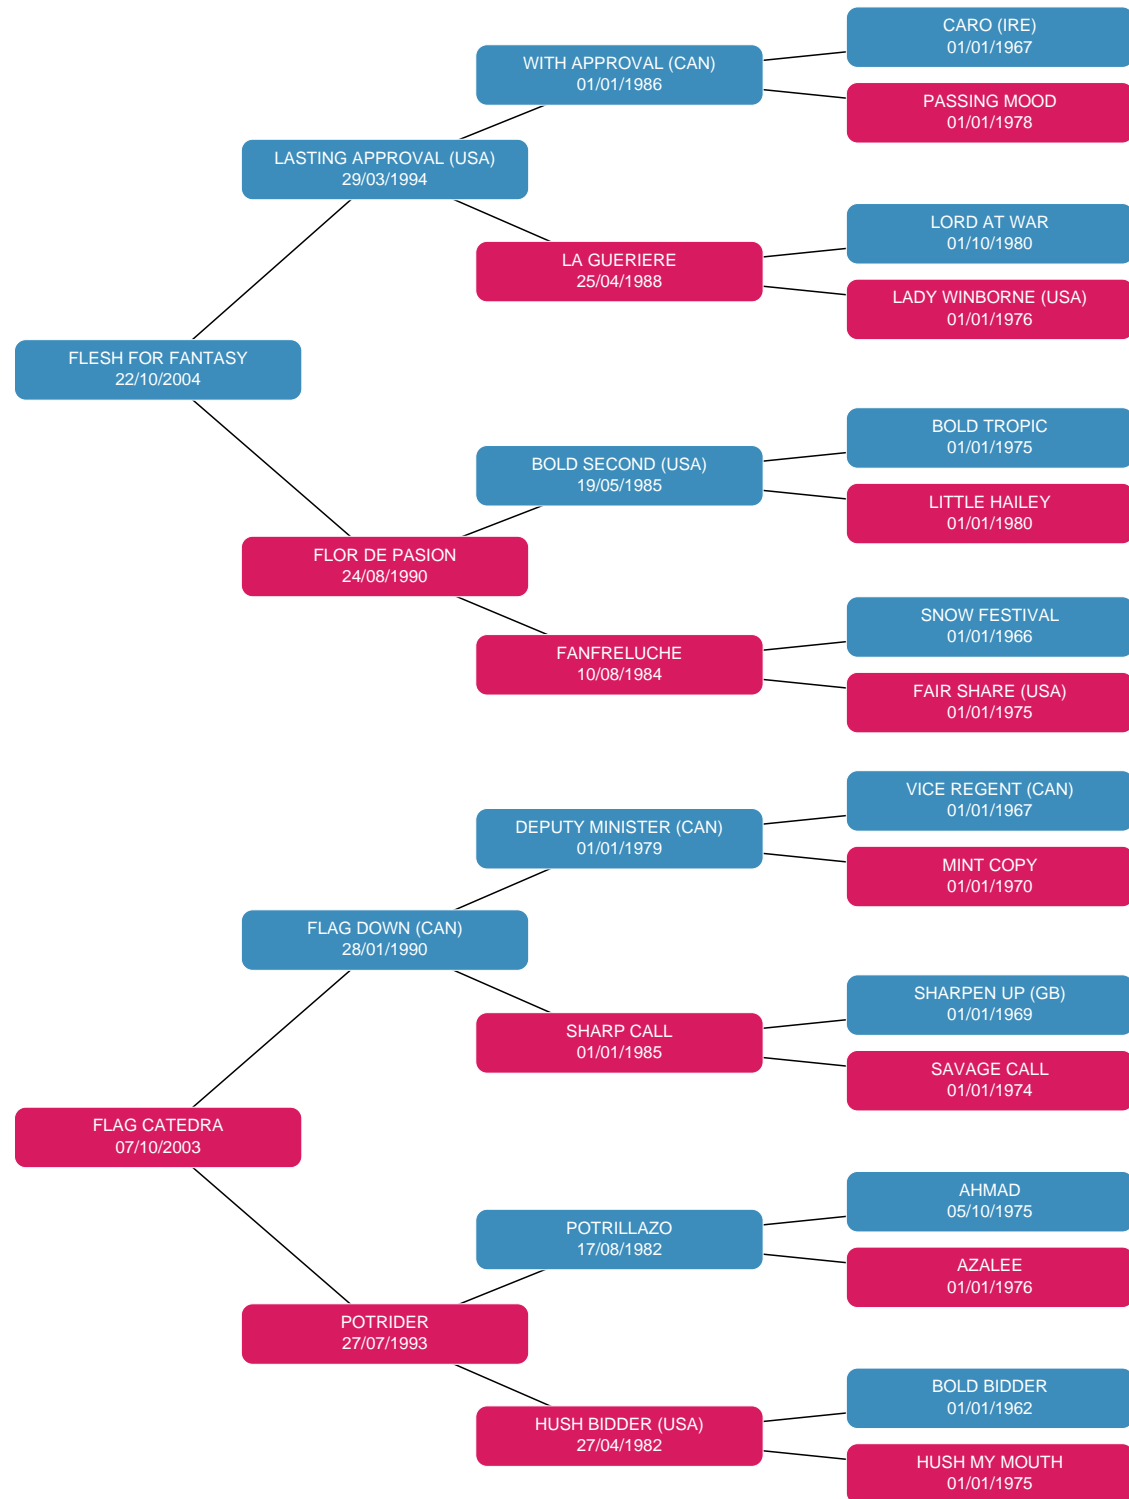 CARO (IRE)
01/01/1967
WITH APPROVAL (CAN)
01/01/1986
PASSING MOOD
01/01/1978
LASTING APPROVAL (USA)
29/03/1994
LORD AT WAR
01/10/1980
LA GUERIERE
25/04/1988
LADY WINBORNE (USA)
01/01/1976
FLESH FOR FANTASY
22/10/2004
BOLD TROPIC
01/01/1975
BOLD SECOND (USA)
19/05/1985
LITTLE HAILEY
01/01/1980
FLOR DE PASION
24/08/1990
SNOW FESTIVAL
01/01/1966
FANFRELUCHE
10/08/1984
FAIR SHARE (USA)
01/01/1975
VICE REGENT (CAN)
01/01/1967
DEPUTY MINISTER (CAN)
01/01/1979
MINT COPY
01/01/1970
FLAG DOWN (CAN)
28/01/1990
SHARPEN UP (GB)
01/01/1969
SHARP CALL
01/01/1985
SAVAGE CALL
01/01/1974
FLAG CATEDRA
07/10/2003
AHMAD
05/10/1975
POTRILLAZO
17/08/1982
AZALEE
01/01/1976
POTRIDER
27/07/1993
BOLD BIDDER
01/01/1962
HUSH BIDDER (USA)
27/04/1982
HUSH MY MOUTH
01/01/1975